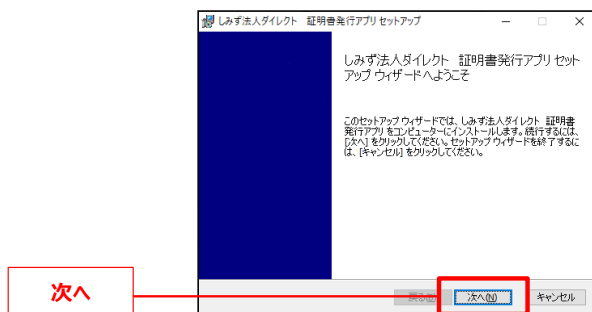 しみず法人ダイレクト 証明書発行アプリ セットアップ
しみず法人ダイレクト 証明書発行アプリ セット
アップ ウィザードへようこそ
このセットアップ ウィザードでは、しみず法人ダイレクト 証明書
発行アプリ をコンピューターにインストールします。続行するには、
[次へ] をクリックしてください。セットアップ ウィザードを終了するに
は、[キャンセル] をクリックしてください。
次へ
戻る(B) 次へ(N) キャンセル